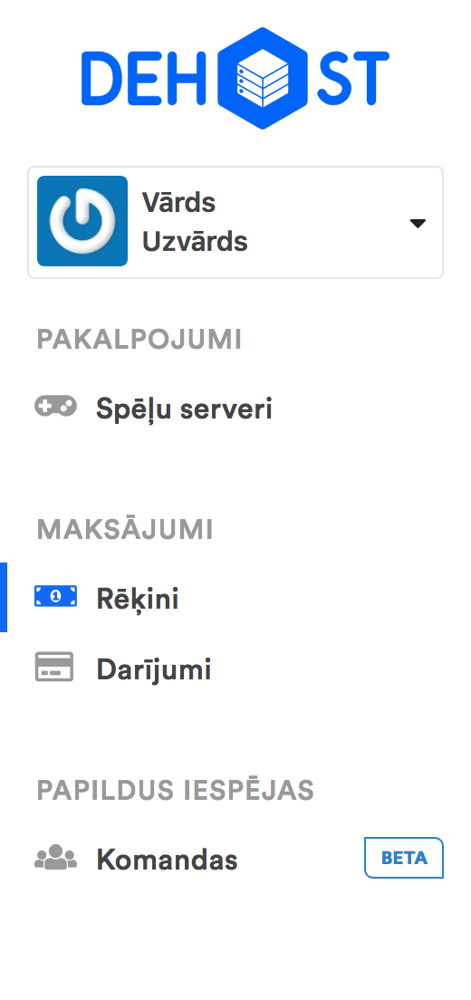 DEHOST
Vārds
Uzvārds
PAKALPOJUMI
Spēļu serveri
MAKSĀJUMI
Rēķini
Darījumi
PAPILDUS IESPĒJAS
Komandas BETA